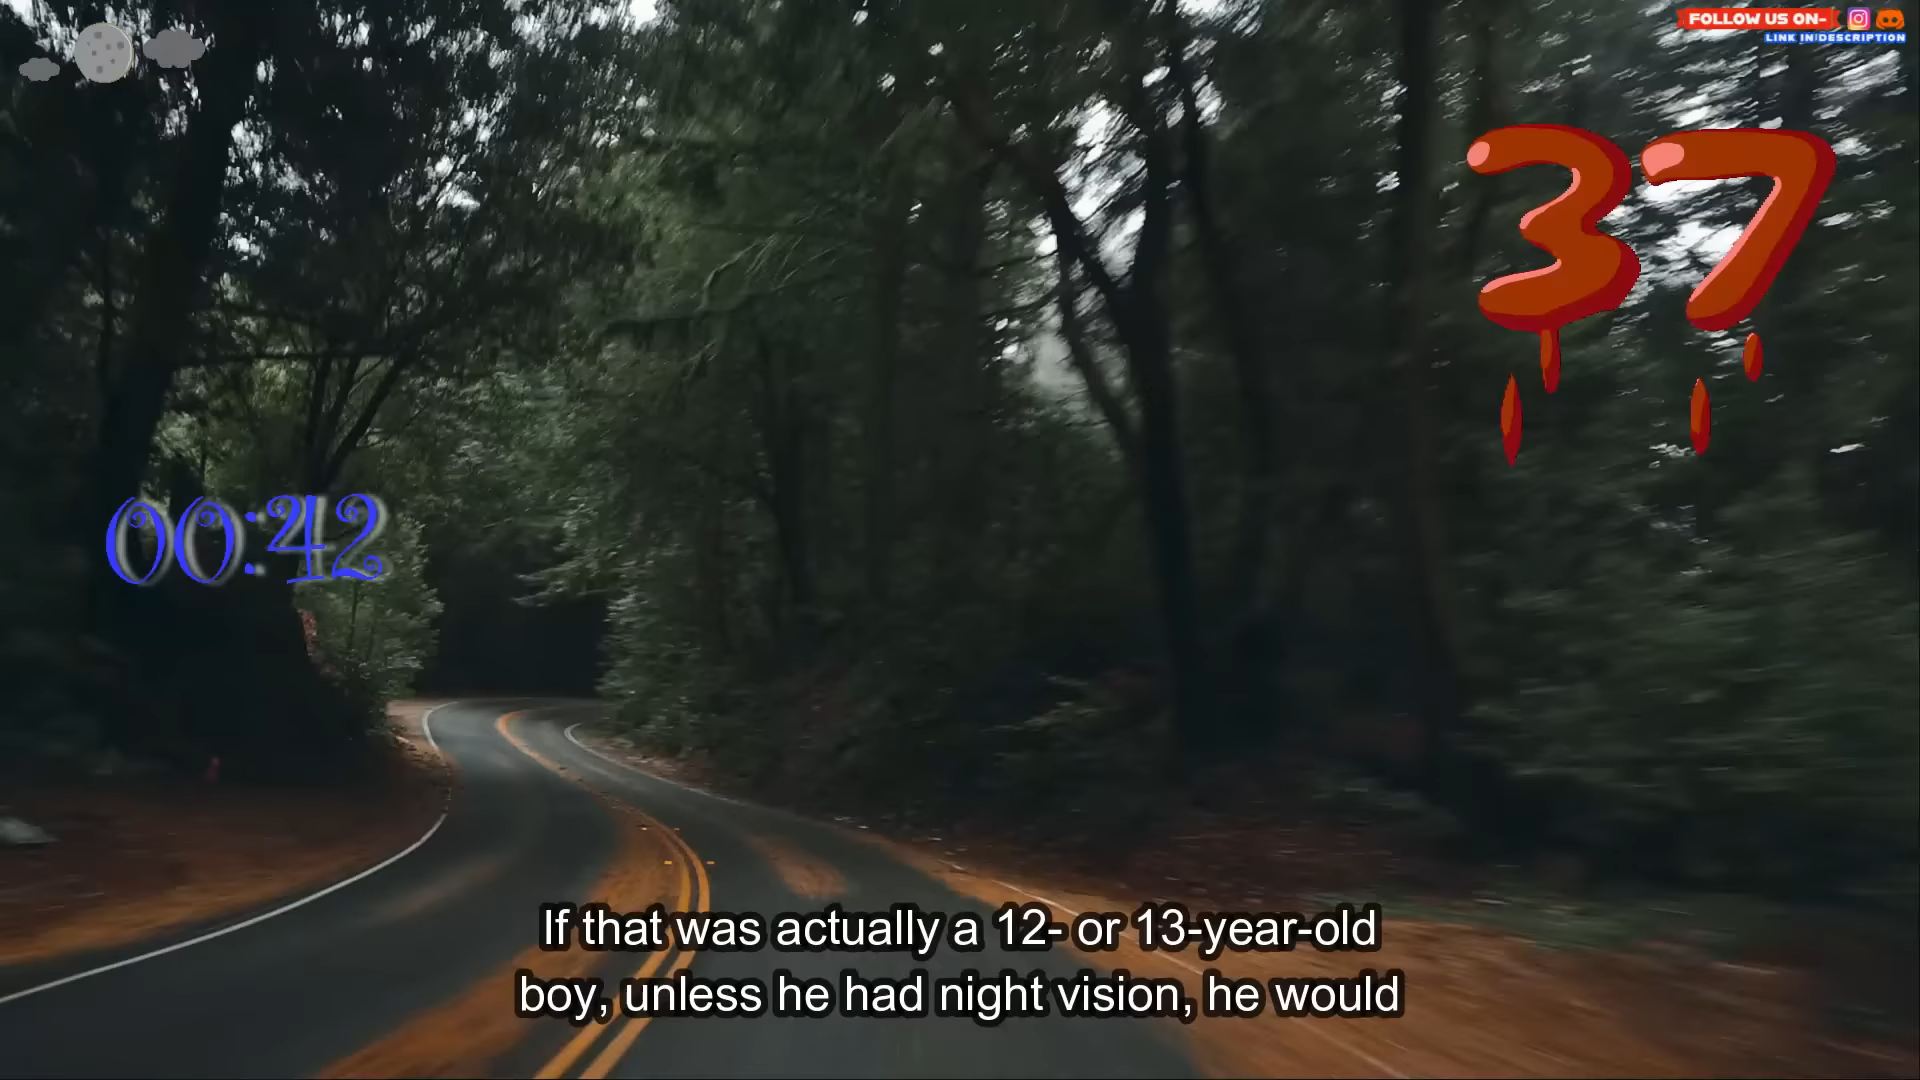 FOLLOW US ON-
LINK IN DESCRIPTION
37
00:42
If that was actually a 12- or 13-year-old
boy, unless he had night vision, he would